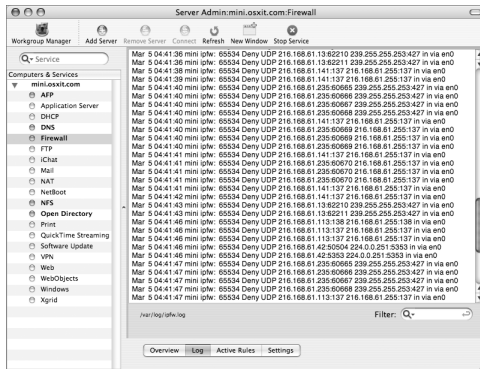 Server Admin:mini.osxit.com:Firewall
Workgroup Manager Add Server Remove Server Connect Refresh New Window Stop Service
Service
Computers & Services
mini.osxit.com
AFP
Application Server
DHCP
DNS
Firewall
FTP
iChat
Mail
NAT
NetBoot
NFS
Open Directory
Print
QuickTime Streaming
Software Update
VPN
Web
WebObjects
Windows
Xgrid
Mar 5 04:41:36 mini ipfw: 65534 Deny UDP 216.168.61.13:62210 239.255.255.253:427 in via en0
Mar 5 04:41:36 mini ipfw: 65534 Deny UDP 216.168.61.13:62211 239.255.255.253:427 in via en0
Mar 5 04:41:38 mini ipfw: 65534 Deny UDP 216.168.61.141:137 216.168.61.255:137 in via en0
Mar 5 04:41:40 mini ipfw: 65534 Deny UDP 216.168.61.235:60665 239.255.255.253:427 in via en0
Mar 5 04:41:40 mini ipfw: 65534 Deny UDP 216.168.61.235:60666 239.255.255.253:427 in via en0
Mar 5 04:41:40 mini ipfw: 65534 Deny UDP 216.168.61.235:60668 239.255.255.253:427 in via en0
Mar 5 04:41:40 mini ipfw: 65534 Deny UDP 216.168.61.141:137 216.168.61.255:137 in via en0
Mar 5 04:41:40 mini ipfw: 65534 Deny UDP 216.168.61.235:60669 216.168.61.255:137 in via en0
Mar 5 04:41:40 mini ipfw: 65534 Deny UDP 216.168.61.235:60669 216.168.61.255:137 in via en0
Mar 5 04:41:40 mini ipfw: 65534 Deny UDP 216.168.61.235:60669 216.168.61.255:137 in via en0
Mar 5 04:41:41 mini ipfw: 65534 Deny UDP 216.168.61.141:137 216.168.61.255:137 in via en0
Mar 5 04:41:41 mini ipfw: 65534 Deny UDP 216.168.61.235:60670 216.168.61.255:137 in via en0
Mar 5 04:41:41 mini ipfw: 65534 Deny UDP 216.168.61.235:60670 216.168.61.255:137 in via en0
Mar 5 04:41:41 mini ipfw: 65534 Deny UDP 216.168.61.235:60670 216.168.61.255:137 in via en0
Mar 5 04:41:41 mini ipfw: 65534 Deny UDP 216.168.61.141:137 216.168.61.255:137 in via en0
Mar 5 04:41:42 mini ipfw: 65534 Deny UDP 216.168.61.141:137 216.168.61.255:137 in via en0
Mar 5 04:41:43 mini ipfw: 65534 Deny UDP 216.168.61.13:62210 239.255.255.253:427 in via en0
Mar 5 04:41:43 mini ipfw: 65534 Deny UDP 216.168.61.13:62211 239.255.255.253:427 in via en0
Mar 5 04:41:46 mini ipfw: 65534 Deny UDP 216.168.61.113:138 216.168.61.255:138 in via en0
Mar 5 04:41:46 mini ipfw: 65534 Deny UDP 216.168.61.113:137 216.168.61.255:137 in via en0
Mar 5 04:41:46 mini ipfw: 65534 Deny UDP 216.168.61.113:137 216.168.61.255:137 in via en0
Mar 5 04:41:46 mini ipfw: 65534 Deny UDP 216.168.61.42:50504 224.0.0.251:5353 in via en0
Mar 5 04:41:46 mini ipfw: 65534 Deny UDP 216.168.61.42:5353 224.0.0.251:5353 in via en0
Mar 5 04:41:47 mini ipfw: 65534 Deny UDP 216.168.61.235:60665 239.255.255.253:427 in via en0
Mar 5 04:41:47 mini ipfw: 65534 Deny UDP 216.168.61.235:60666 239.255.255.253:427 in via en0
Mar 5 04:41:47 mini ipfw: 65534 Deny UDP 216.168.61.235:60668 239.255.255.253:427 in via en0
Mar 5 04:41:47 mini ipfw: 65534 Deny UDP 216.168.61.113:137 216.168.61.255:137 in via en0
/var/log/ipfw.log
Filter:
Overview Log Active Rules Settings